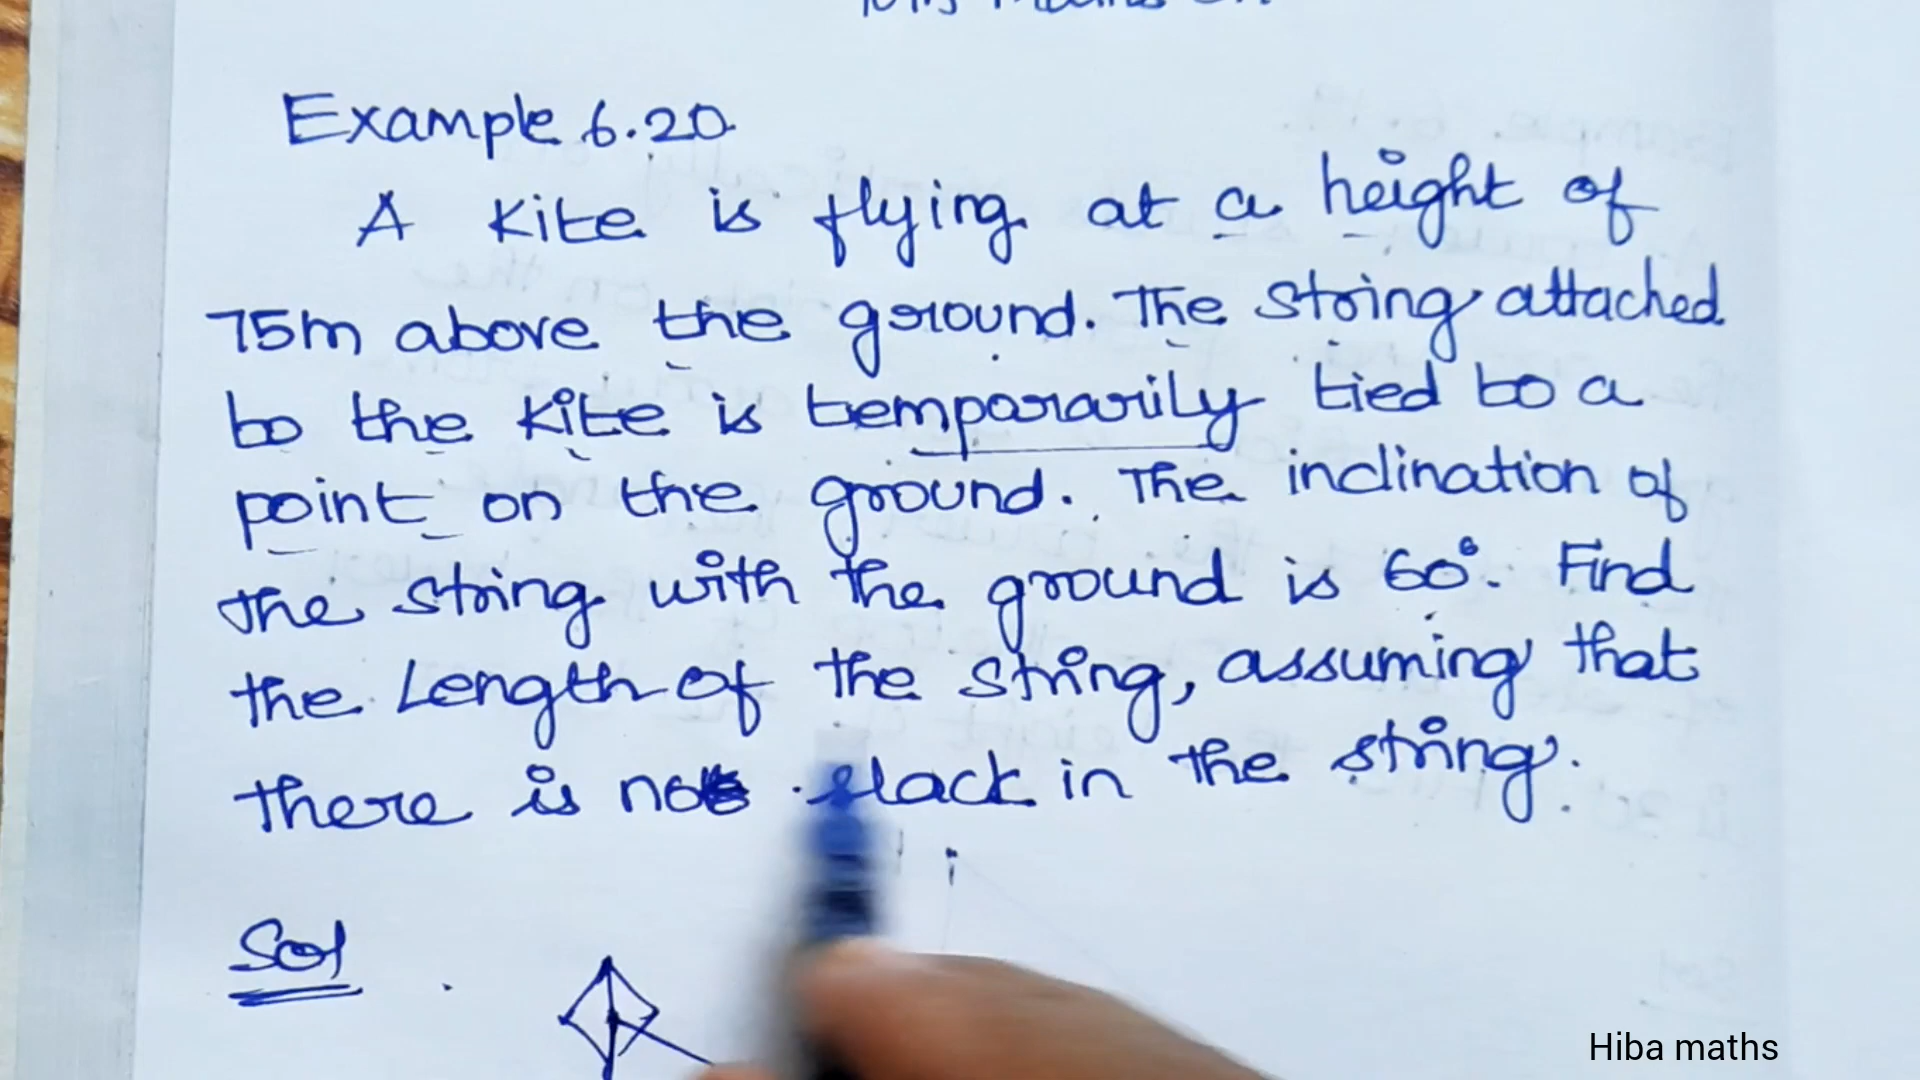 Example 6.20
A kite is flying at a height of
75m above the ground. The string attached
to the kite is tempararily tied to a
point on the ground. The inclination of
the string with the ground is 60°. Find
the Length of the string, assuming that
there is no slack in the string.
Sol
Hiba maths